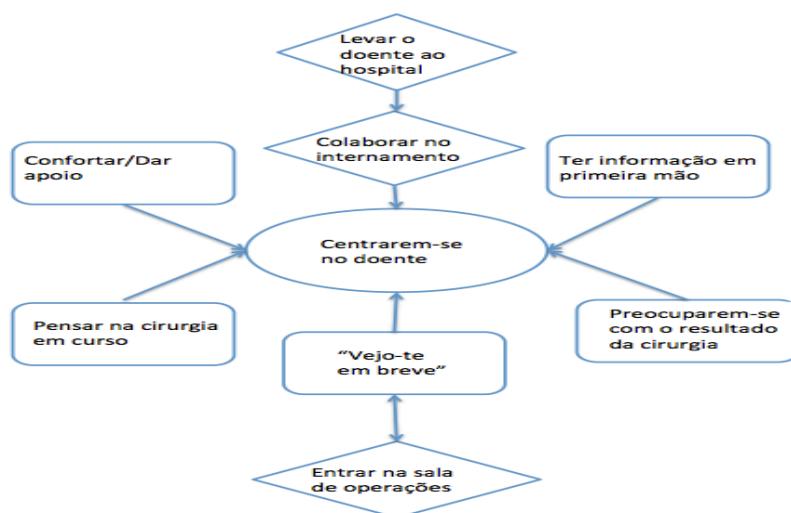 Levar o
doente ao
hospital
Colaborar no
internamento
Confortar/Dar
apoio
Ter informação em
primeira mão
Centrarem-se
no doente
Pensar na cirurgia
em curso
Preocuparem-se
com o resultado
da cirurgia
“Vejo-te
em breve”
Entrar na sala
de operações